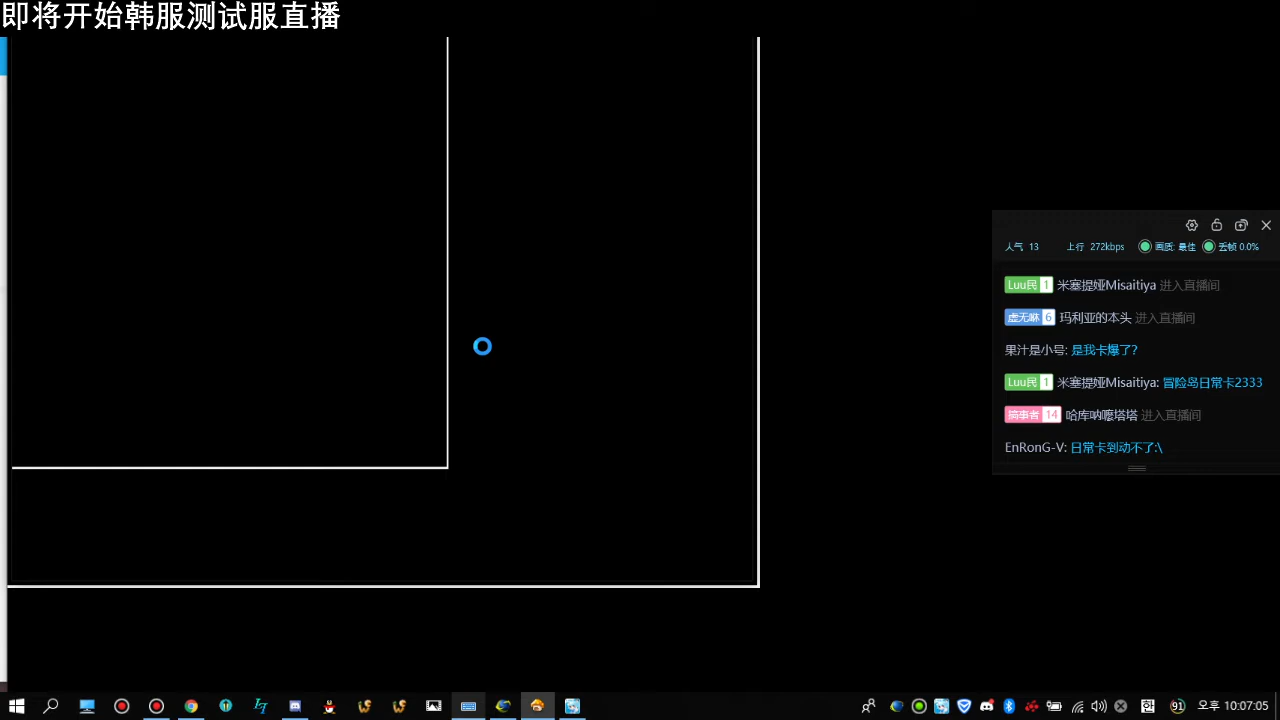 即将开始韩服测试服直播
人气 13 上行 272kbps 画质: 最佳 丢帧 0.0%
Luu民 1 米塞提娅Misaitiya 进入直播间
虚无嘛 6 玛利亚的本头 进入直播间
果汁是小号: 是我卡爆了?
Luu民 1 米塞提娅Misaitiya: 冒险岛日常卡2333
搞事者 14 哈库呐嚒塔塔 进入直播间
EnRonG-V: 日常卡到动不了:\
오후 10:07:05